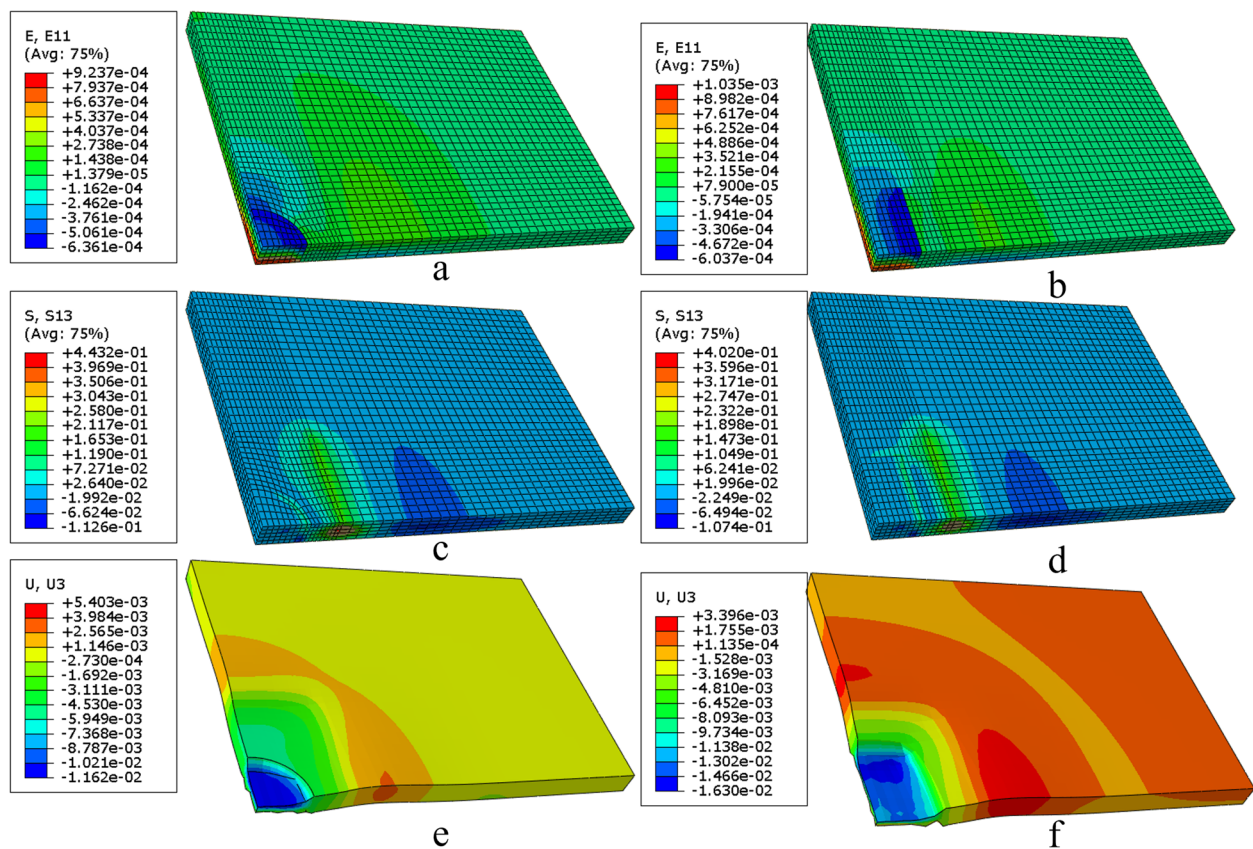 E, E11
(Avg: 75%)
+9.237e-04
+7.937e-04
+6.637e-04
+5.337e-04
+4.037e-04
+2.738e-04
+1.438e-04
+1.379e-05
-1.162e-04
-2.462e-04
-3.761e-04
-5.061e-04
-6.361e-04
a
E, E11
(Avg: 75%)
+1.035e-03
+8.982e-04
+7.617e-04
+6.252e-04
+4.886e-04
+3.521e-04
+2.155e-04
+7.900e-05
-5.754e-05
-1.941e-04
-3.306e-04
-4.672e-04
-6.037e-04
b
S, S13
(Avg: 75%)
+4.432e-01
+3.969e-01
+3.506e-01
+3.043e-01
+2.580e-01
+2.117e-01
+1.653e-01
+1.190e-01
+7.271e-02
+2.640e-02
-1.992e-02
-6.624e-02
-1.126e-01
c
S, S13
(Avg: 75%)
+4.020e-01
+3.596e-01
+3.171e-01
+2.747e-01
+2.322e-01
+1.898e-01
+1.473e-01
+1.049e-01
+6.241e-02
+1.996e-02
-2.249e-02
-6.494e-02
-1.074e-01
d
U, U3
+5.403e-03
+3.984e-03
+2.565e-03
+1.146e-03
-2.730e-04
-1.692e-03
-3.111e-03
-4.530e-03
-5.949e-03
-7.368e-03
-8.787e-03
-1.021e-02
-1.162e-02
e
U, U3
+3.396e-03
+1.755e-03
+1.135e-04
-1.528e-03
-3.169e-03
-4.810e-03
-6.452e-03
-8.093e-03
-9.734e-03
-1.138e-02
-1.302e-02
-1.466e-02
-1.630e-02
f